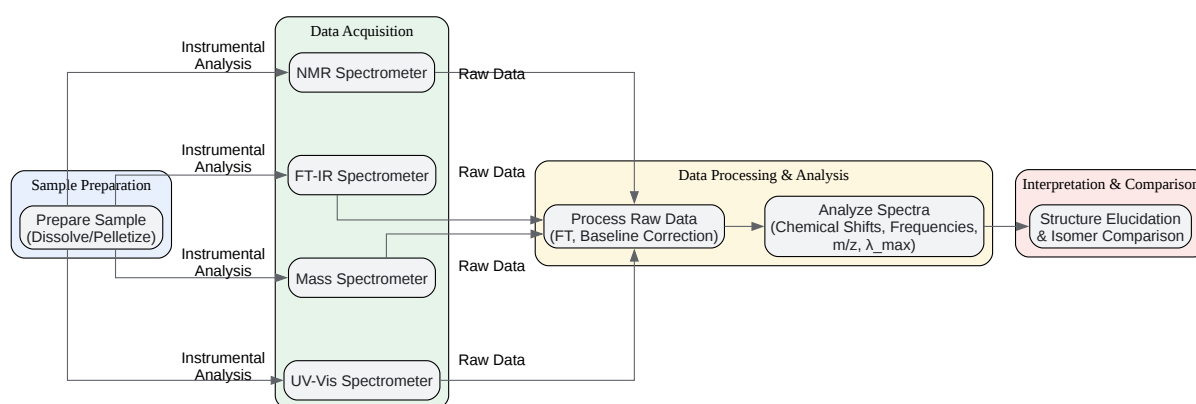 Data Acquisition
Instrumental
Analysis
NMR Spectrometer
Raw Data
Instrumental
Analysis
FT-IR Spectrometer
Raw Data
Sample Preparation
Prepare Sample
(Dissolve/Pelletize)
Instrumental
Analysis
Mass Spectrometer
Raw Data
Instrumental
Analysis
UV-Vis Spectrometer
Raw Data
Data Processing & Analysis
Process Raw Data
(FT, Baseline Correction)
Analyze Spectra
(Chemical Shifts, Frequencies,
m/z, λ_max)
Interpretation & Comparison
Structure Elucidation
& Isomer Comparison